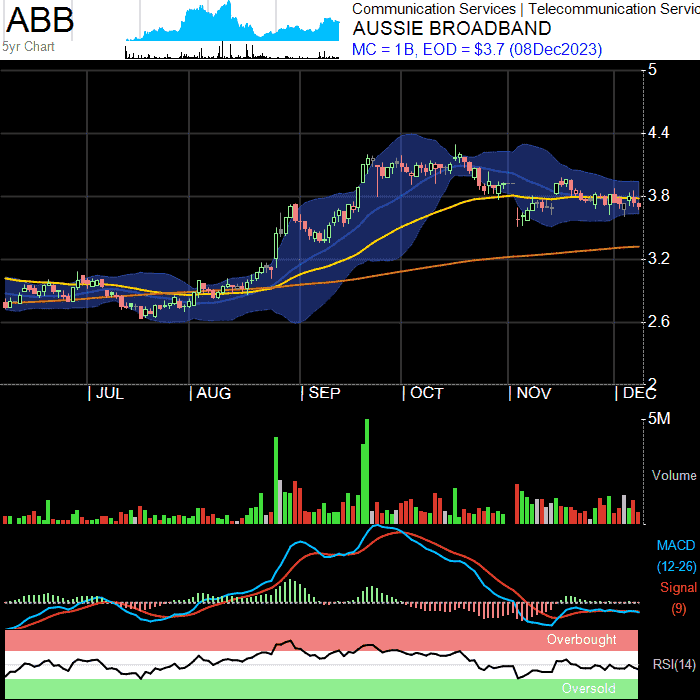 ABB
5yr Chart
Communication Services | Telecommunication Servic
AUSSIE BROADBAND
MC = 1B, EOD = $3.7 (08Dec2023)
5
4.4
3.8
3.2
2.6
2
| JUL | AUG | SEP | OCT | NOV | DEC
5M
Volume
MACD
(12-26)
Signal
(9)
Overbought
RSI(14)
Oversold